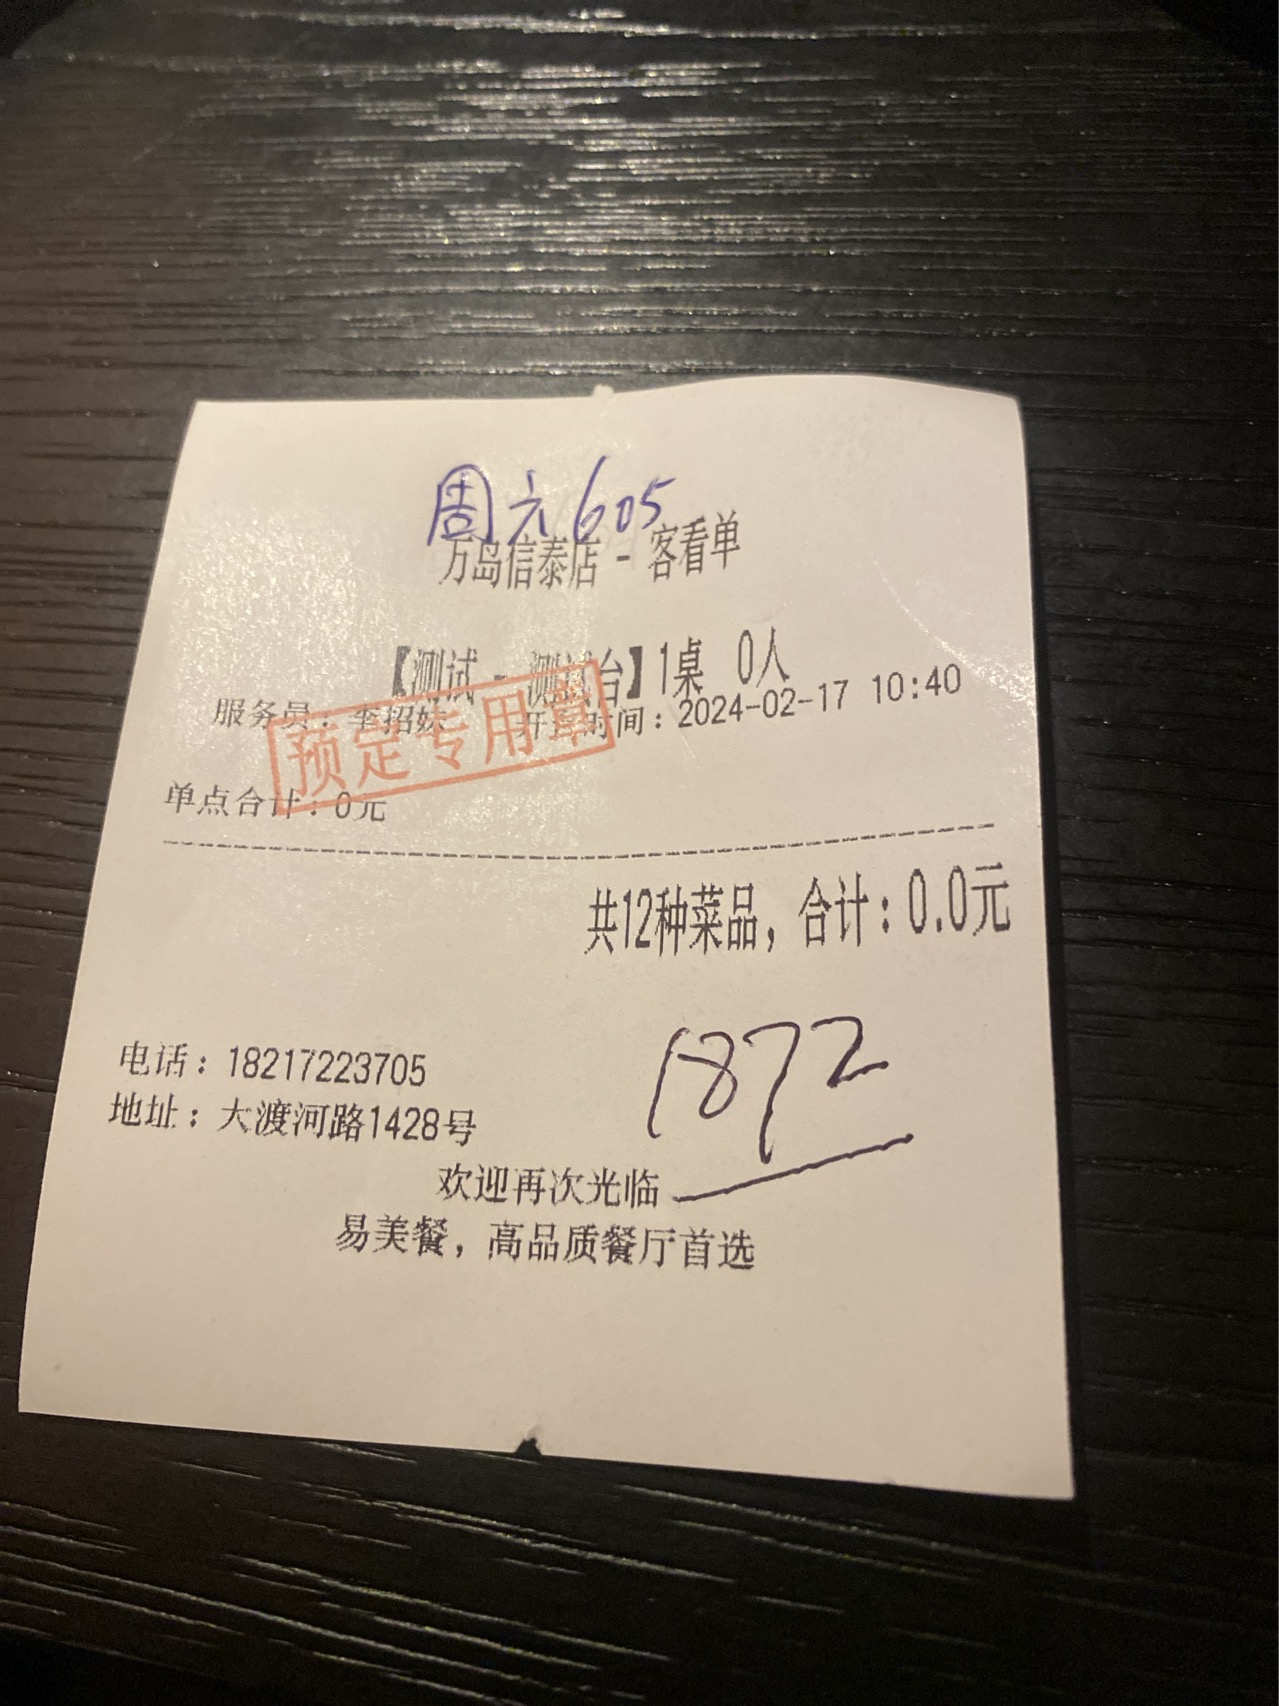 周六605
万岛信泰店 - 客看单
【测试 - 测试台】1桌 0人
服务员：李招妹 开台时间：2024-02-17 10:40
预定专用章
单点合计：0元
共12种菜品，合计：0.0元
1872
电话：18217223705
地址：大渡河路1428号
欢迎再次光临
易美餐，高品质餐厅首选